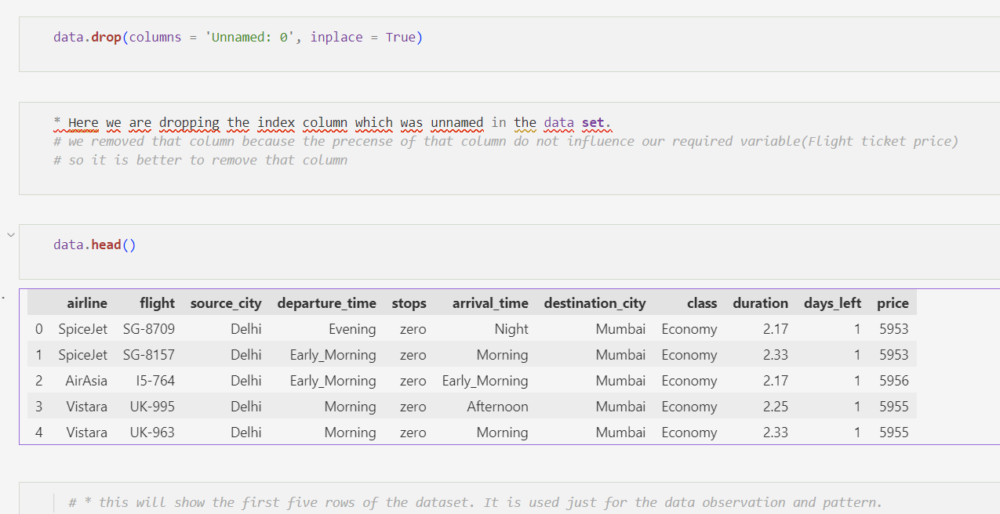 data.drop(columns = 'Unnamed: 0', inplace = True)
* Here we are dropping the index column which was unnamed in the data set.
# we removed that column because the precense of that column do not influence our required variable(Flight ticket price)
# so it is better to remove that column
data.head()
airline flight source_city departure_time stops arrival_time destination_city class duration days_left price
0 SpiceJet SG-8709 Delhi Evening zero Night Mumbai Economy 2.17 1 5953
1 SpiceJet SG-8157 Delhi Early_Morning zero Morning Mumbai Economy 2.33 1 5953
2 AirAsia I5-764 Delhi Early_Morning zero Early_Morning Mumbai Economy 2.17 1 5956
3 Vistara UK-995 Delhi Morning zero Afternoon Mumbai Economy 2.25 1 5955
4 Vistara UK-963 Delhi Morning zero Morning Mumbai Economy 2.33 1 5955
# * this will show the first five rows of the dataset. It is used just for the data observation and pattern.